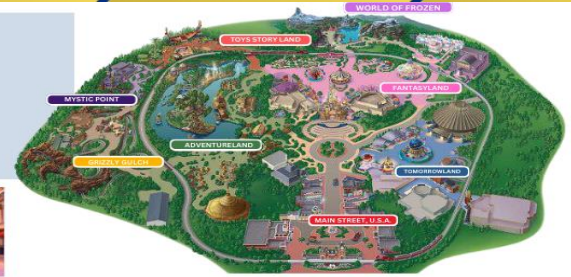 WORLD OF FROZEN
TOYS STORY LAND
FANTASYLAND
MYSTIC POINT
ADVENTURELAND
GRIZZLY GULCH
TOMORROWLAND
MAIN STREET, U.S.A.